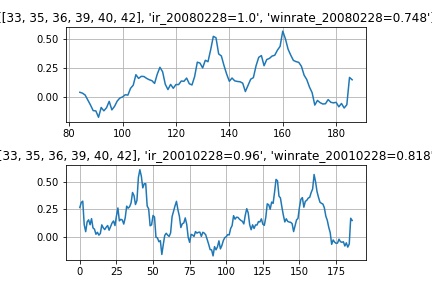 [33, 35, 36, 39, 40, 42], 'ir_20080228=1.0', 'winrate_20080228=0.748'
0.50
0.25
0.00
80 100 120 140 160 180
33, 35, 36, 39, 40, 42], 'ir_20010228=0.96', 'winrate_20010228=0.818'
0.50
0.25
0.00
0 25 50 75 100 125 150 175